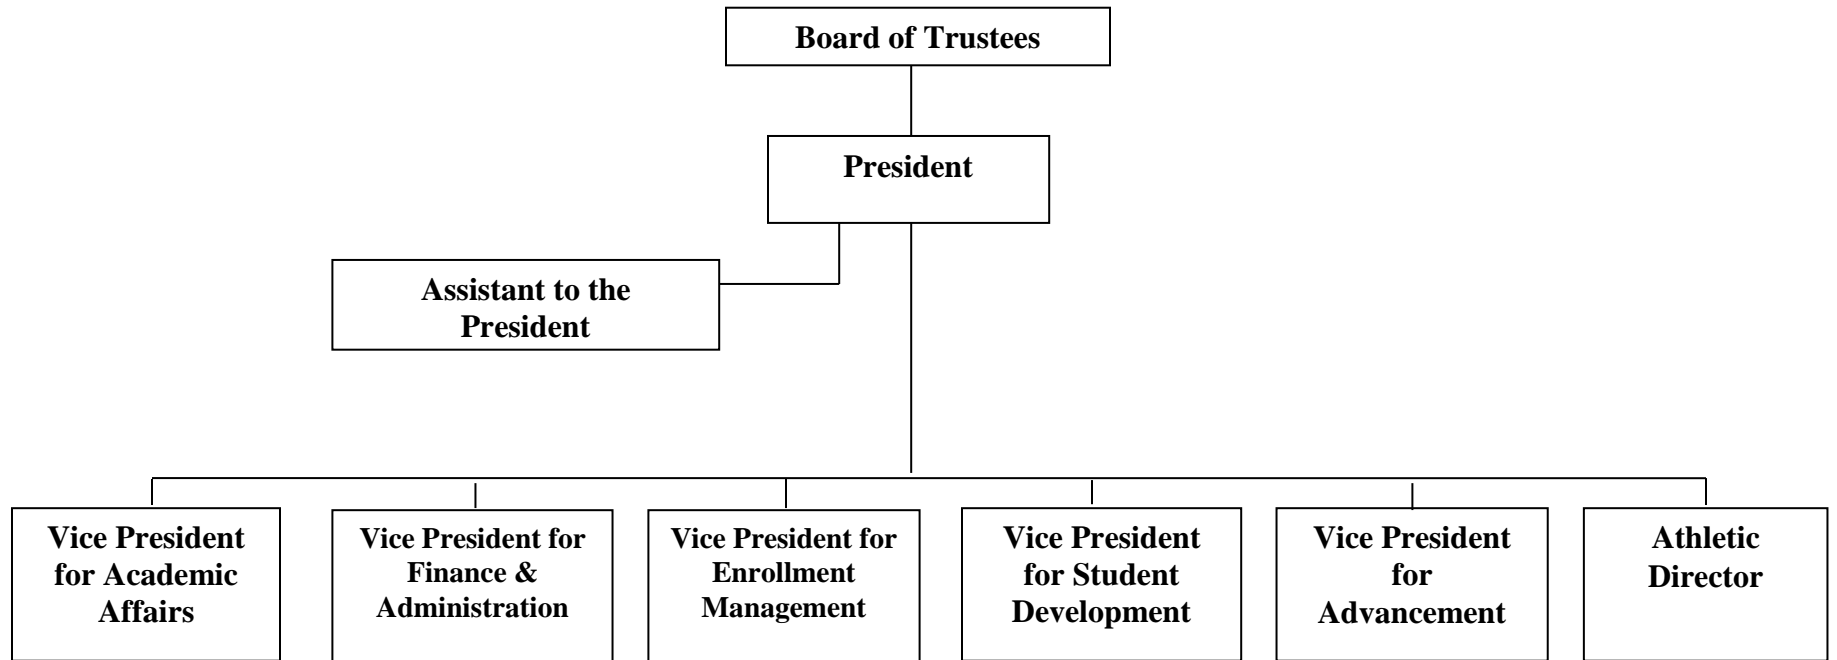 Board of Trustees
President
Assistant to the
President
Vice President
for Academic
Affairs
Vice President for
Finance &
Administration
Vice President for
Enrollment
Management
Vice President
for Student
Development
Vice President
for
Advancement
Athletic
Director